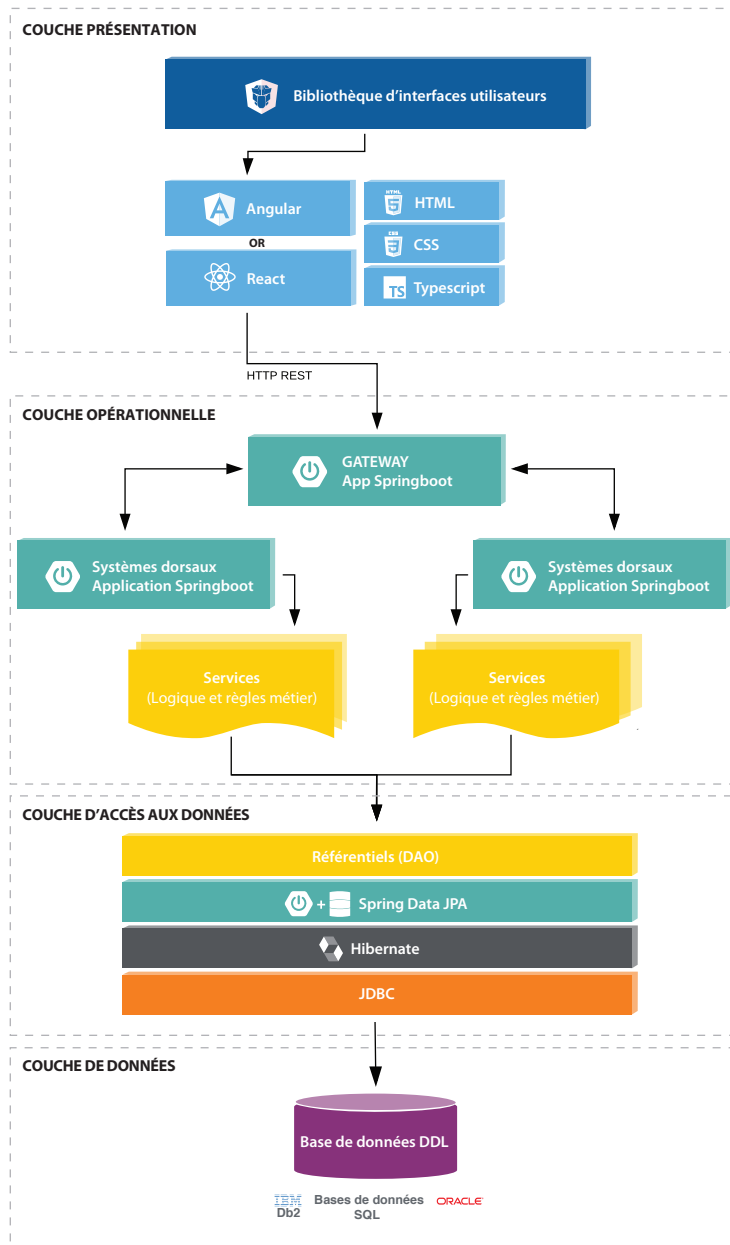 COUCHE PRÉSENTATION
Bibliothèque d'interfaces utilisateurs
Angular
OR
React
HTML
HTML
CSS
Typescript
TS
HTTP REST
COUCHE OPÉRATIONNELLE
GATEWAY
App Springboot
Systèmes dorsaux
Application Springboot
Systèmes dorsaux
Application Springboot
Services
(Logique et règles métier)
Services
(Logique et règles métier)
COUCHE D'ACCÈS AUX DONNÉES
Référentiels (DAO)
+
Spring Data JPA
Hibernate
JDBC
COUCHE DE DONNÉES
Base de données DDL
IBM
Db2
Bases de données
SQL
ORACLE